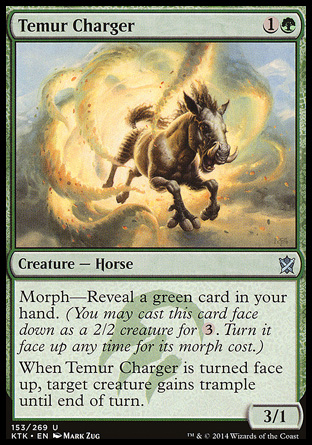 Temur Charger 1
Creature — Horse
Morph—Reveal a green card in your
hand. (You may cast this card face
down as a 2/2 creature for 3. Turn it
face up any time for its morph cost.)
When Temur Charger is turned face
up, target creature gains trample
until end of turn.
3/1
153/269 U
KTK • EN Mark Zug
™ & © 2014 Wizards of the Coast